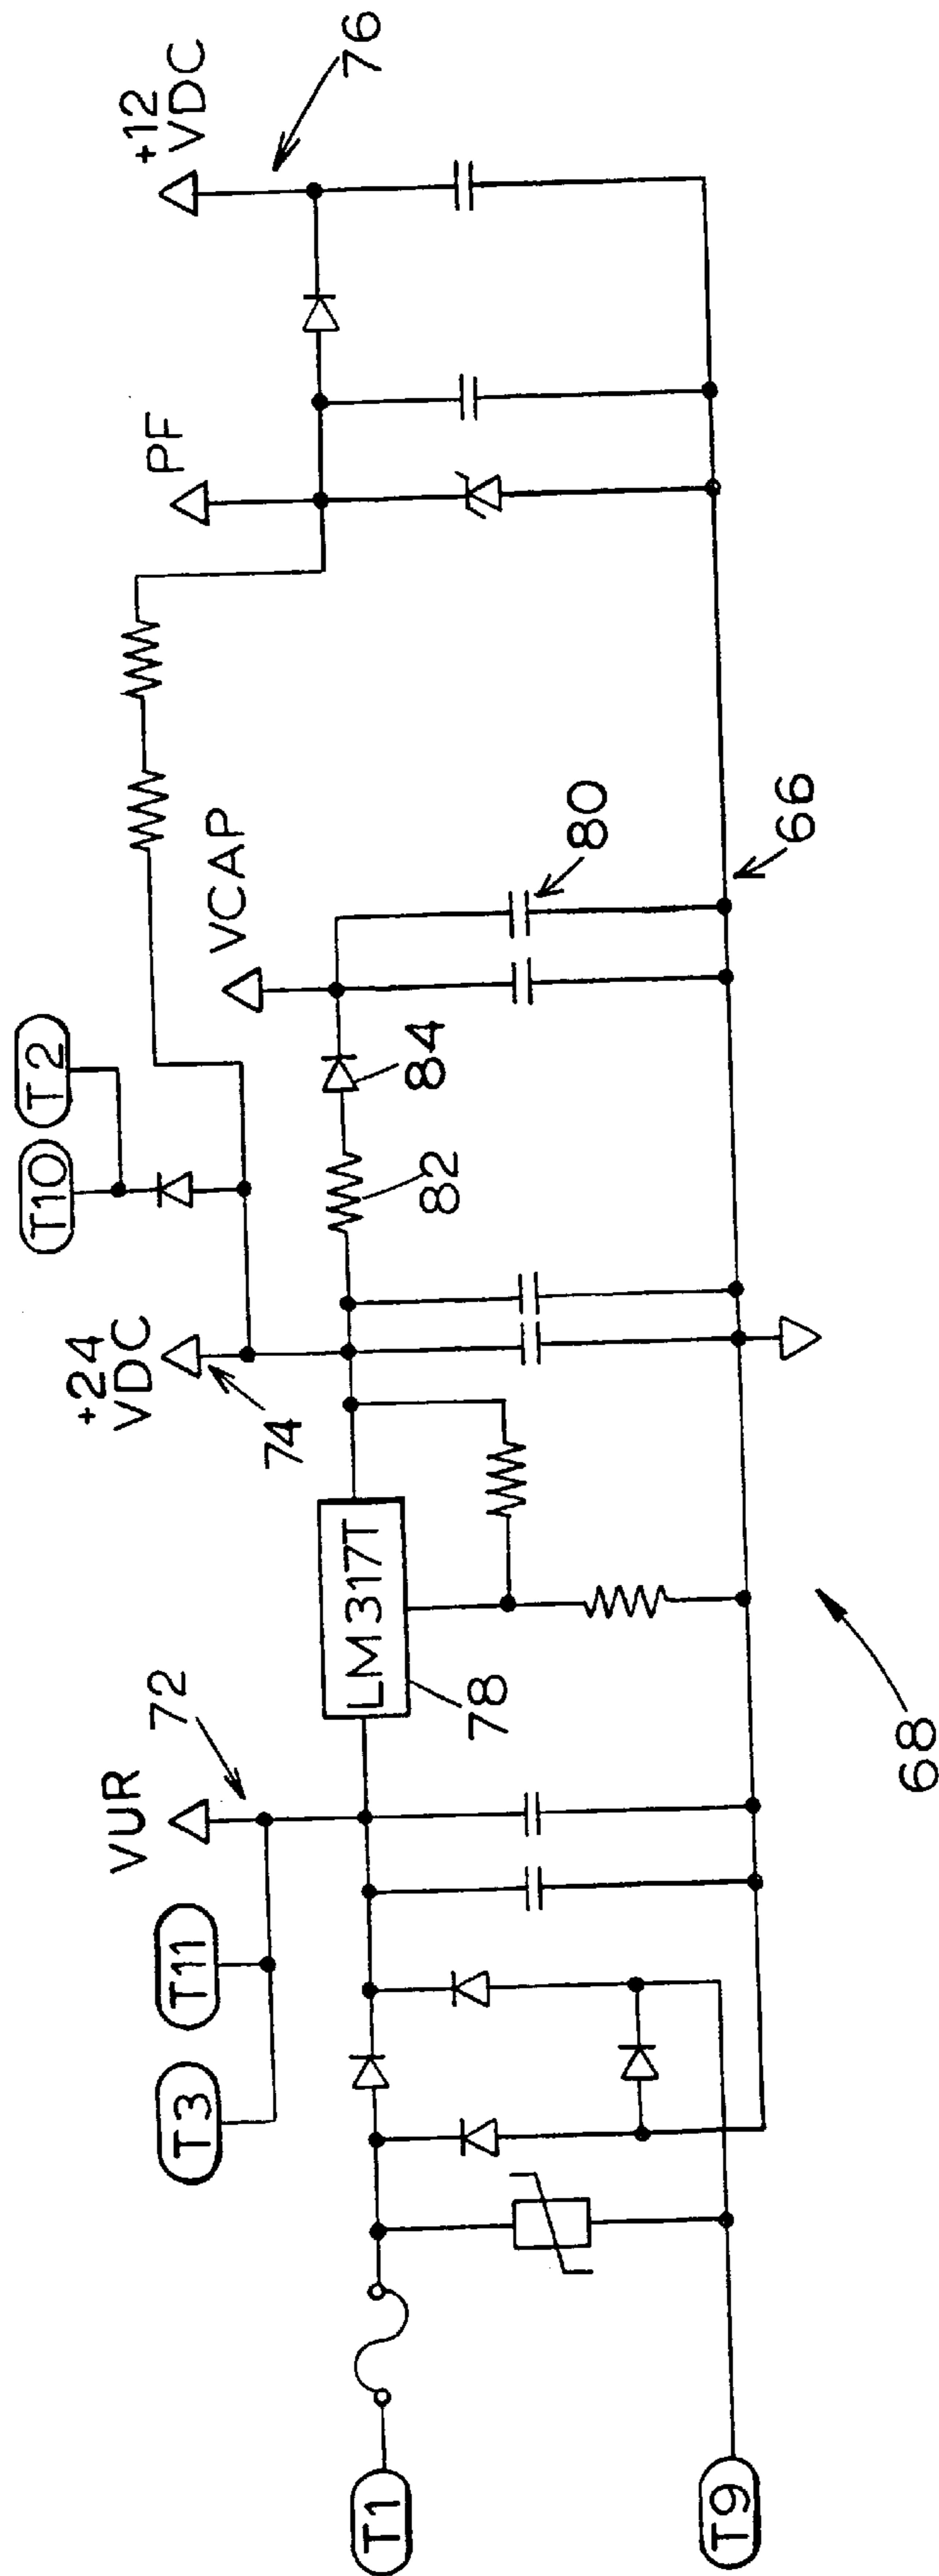 T1
T9
T3
T11
VUR
72
LM317T
78
68
+24
VDC
74
T10
T2
82
84
VCAP
80
66
PF
+12
VDC
76